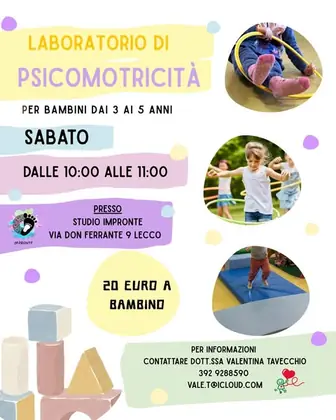 LABORATORIO DI
PSICOMOTRICITÀ
PER BAMBINI DAI 3 AI 5 ANNI
SABATO
DALLE 10:00 ALLE 11:00
PRESSO
STUDIO IMPRONTE
VIA DON FERRANTE 9 LECCO
20 EURO A
BAMBINO
PER INFORMAZIONI
CONTATTARE DOTT.SSA VALENTINA TAVECCHIO
392 9288590
VALE.T@ICLOUD.COM